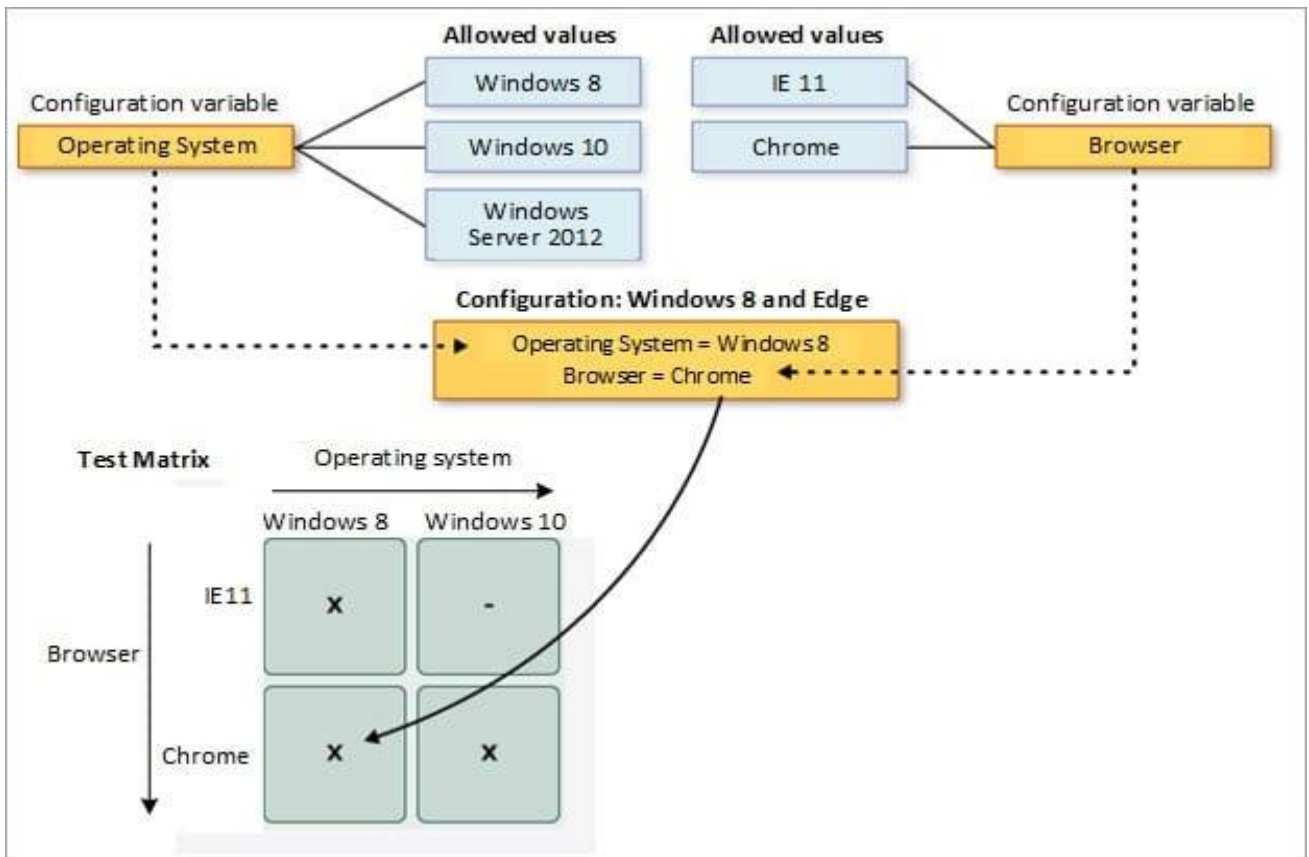 Allowed values
Allowed values
Windows 8
IE 11
Configuration variable
Configuration variable
Operating System
Windows 10
Chrome
Browser
Windows
Server 2012
Configuration: Windows 8 and Edge
Operating System = Windows 8
Browser = Chrome
Test Matrix
Operating system
Windows 8
Windows 10
IE11
x
-
Browser
Chrome
x
x